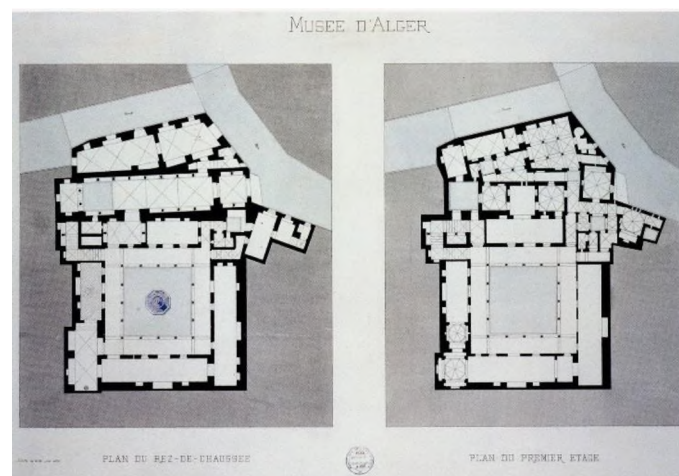 MUSEE D'ALGER
PLAN DU REZ-DE-CHAUSSEE
PLAN DU PREMIER ETAGE